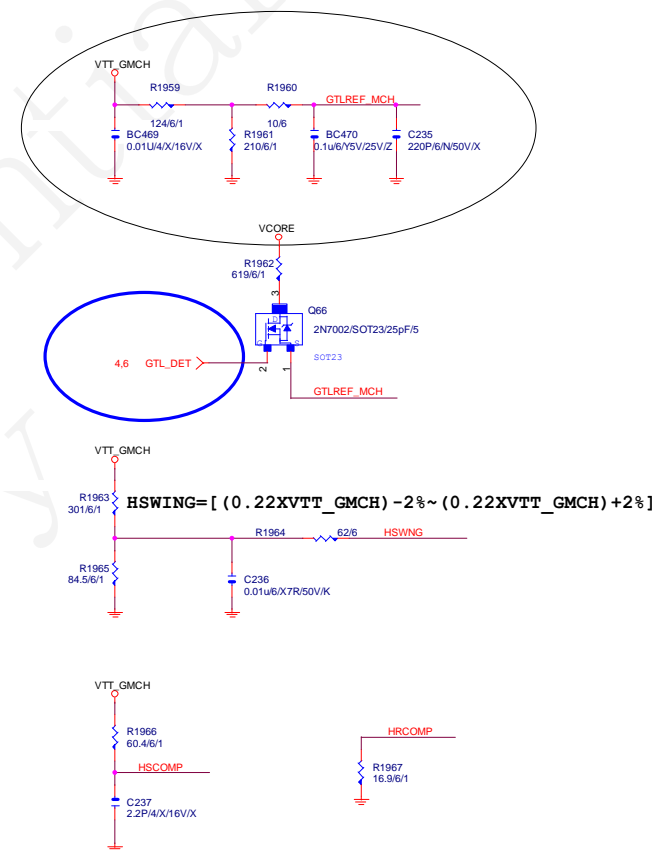 VTT_GMCH
R1959
R1960
GTLREF_MCH
124/6/1
10/6
BC469
0.01U/4/X/16V/X
R1961
210/6/1
BC470
0.1u/6/Y5V/25V/Z
C235
220P/6/N/50V/X
VCORE
R1962
619/6/1
3
Q66
D
2N7002/SOT23/25pF/5
G
S
SOT23
4,6 GTL_DET
2
1
GTLREF_MCH
VTT_GMCH
R1963
301/6/1
HSWING=[(0.22XVTT_GMCH)-2%~(0.22XVTT_GMCH)+2%]
R1964
62/6
HSWNG
R1965
84.5/6/1
C236
0.01u/6/X7R/50V/K
VTT_GMCH
R1966
60.4/6/1
HSCOMP
HRCOMP
R1967
16.9/6/1
C237
2.2P/4/X/16V/X